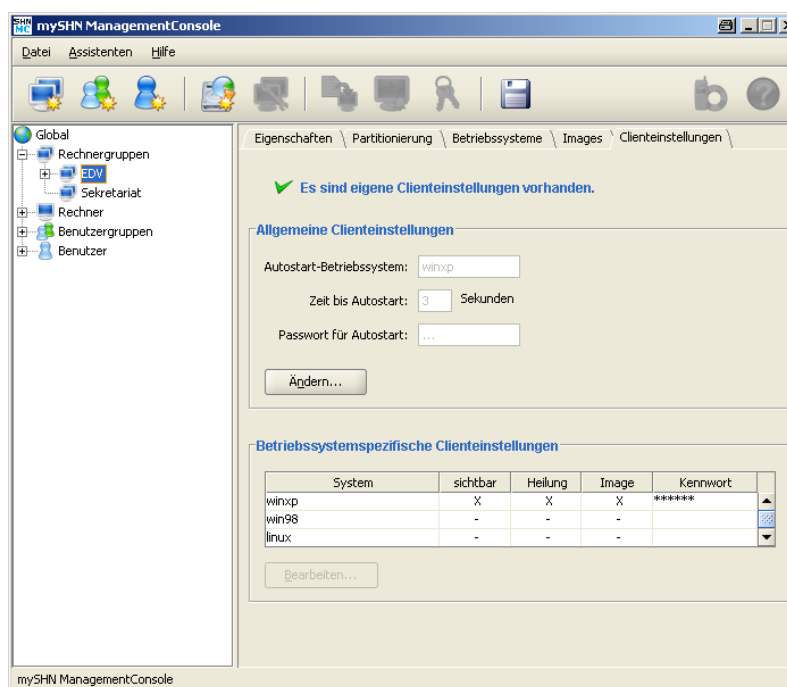 SHN MC mySHN ManagementConsole
Datei Assistenten Hilfe
Global
Rechnergruppen
EDV
Sekretariat
Rechner
Benutzergruppen
Benutzer
Eigenschaften \ Partitionierung \ Betriebssysteme \ Images \ Clienteinstellungen \
Es sind eigene Clienteinstellungen vorhanden.
Allgemeine Clienteinstellungen
Autostart-Betriebssystem: winxp
Zeit bis Autostart: 3 Sekunden
Passwort für Autostart: ...
Ändern...
Betriebssystemspezifische Clienteinstellungen
System sichtbar Heilung Image Kennwort
winxp X X X ******
win98 - - -
linux - - -
Bearbeiten...
mySHN ManagementConsole